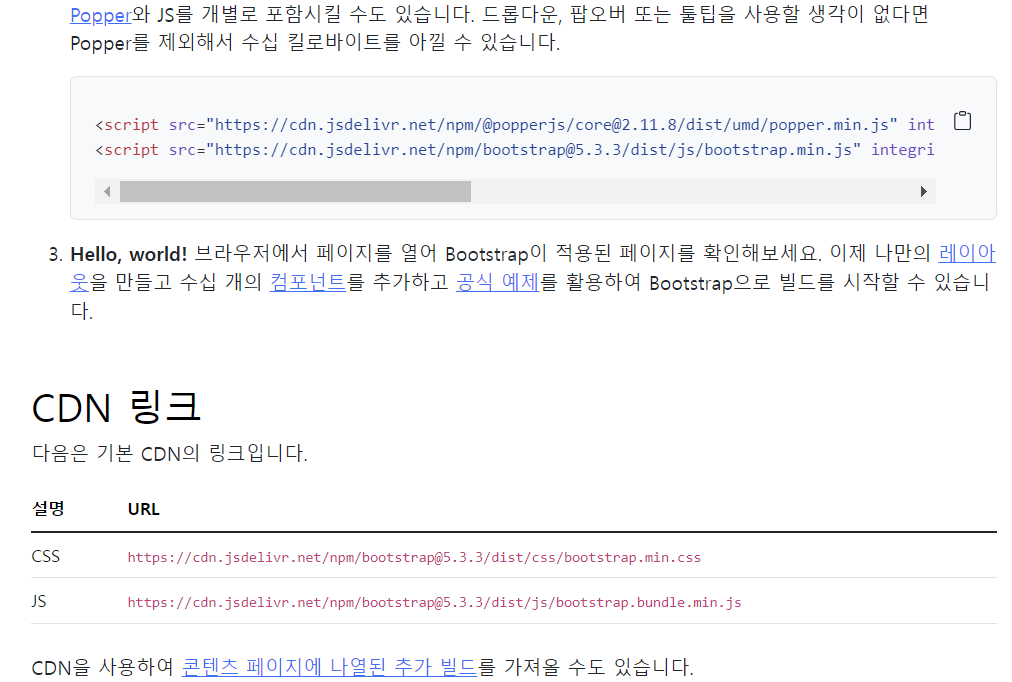 Popper와 JS를 개별로 포함시킬 수도 있습니다. 드롭다운, 팝오버 또는 툴팁을 사용할 생각이 없다면
Popper를 제외해서 수십 킬로바이트를 아낄 수 있습니다.
<script src="https://cdn.jsdelivr.net/npm/@popperjs/core@2.11.8/dist/umd/popper.min.js" int
<script src="https://cdn.jsdelivr.net/npm/bootstrap@5.3.3/dist/js/bootstrap.min.js" integri
3. Hello, world! 브라우저에서 페이지를 열어 Bootstrap이 적용된 페이지를 확인해보세요. 이제 나만의 레이아
웃을 만들고 수십 개의 컴포넌트를 추가하고 공식 예제를 활용하여 Bootstrap으로 빌드를 시작할 수 있습니
다.
CDN 링크
다음은 기본 CDN의 링크입니다.
설명 URL
CSS https://cdn.jsdelivr.net/npm/bootstrap@5.3.3/dist/css/bootstrap.min.css
JS https://cdn.jsdelivr.net/npm/bootstrap@5.3.3/dist/js/bootstrap.bundle.min.js
CDN을 사용하여 콘텐츠 페이지에 나열된 추가 빌드를 가져올 수도 있습니다.